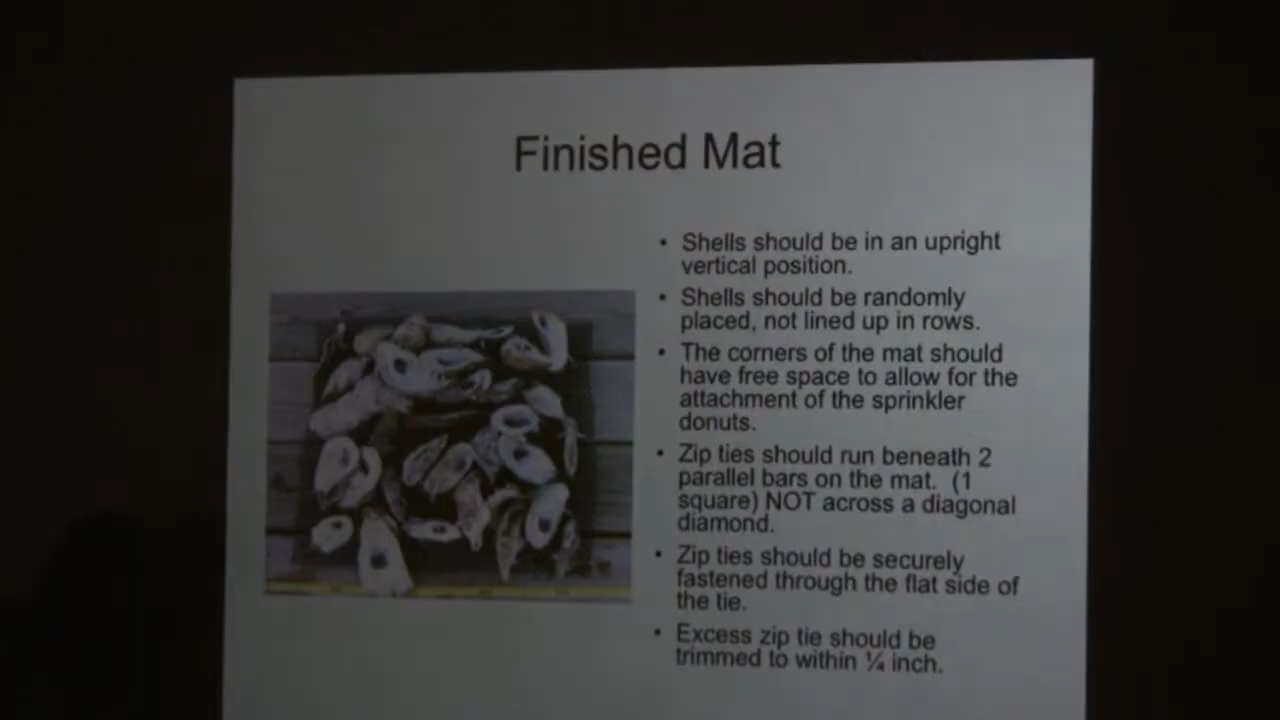 Finished Mat
• Shells should be in an upright
vertical position.
• Shells should be randomly
placed, not lined up in rows.
• The corners of the mat should
have free space to allow for the
attachment of the sprinkler
donuts.
• Zip ties should run beneath 2
parallel bars on the mat. (1
square) NOT across a diagonal
diamond.
• Zip ties should be securely
fastened through the flat side of
the tie.
• Excess zip tie should be
trimmed to within ¼ inch.